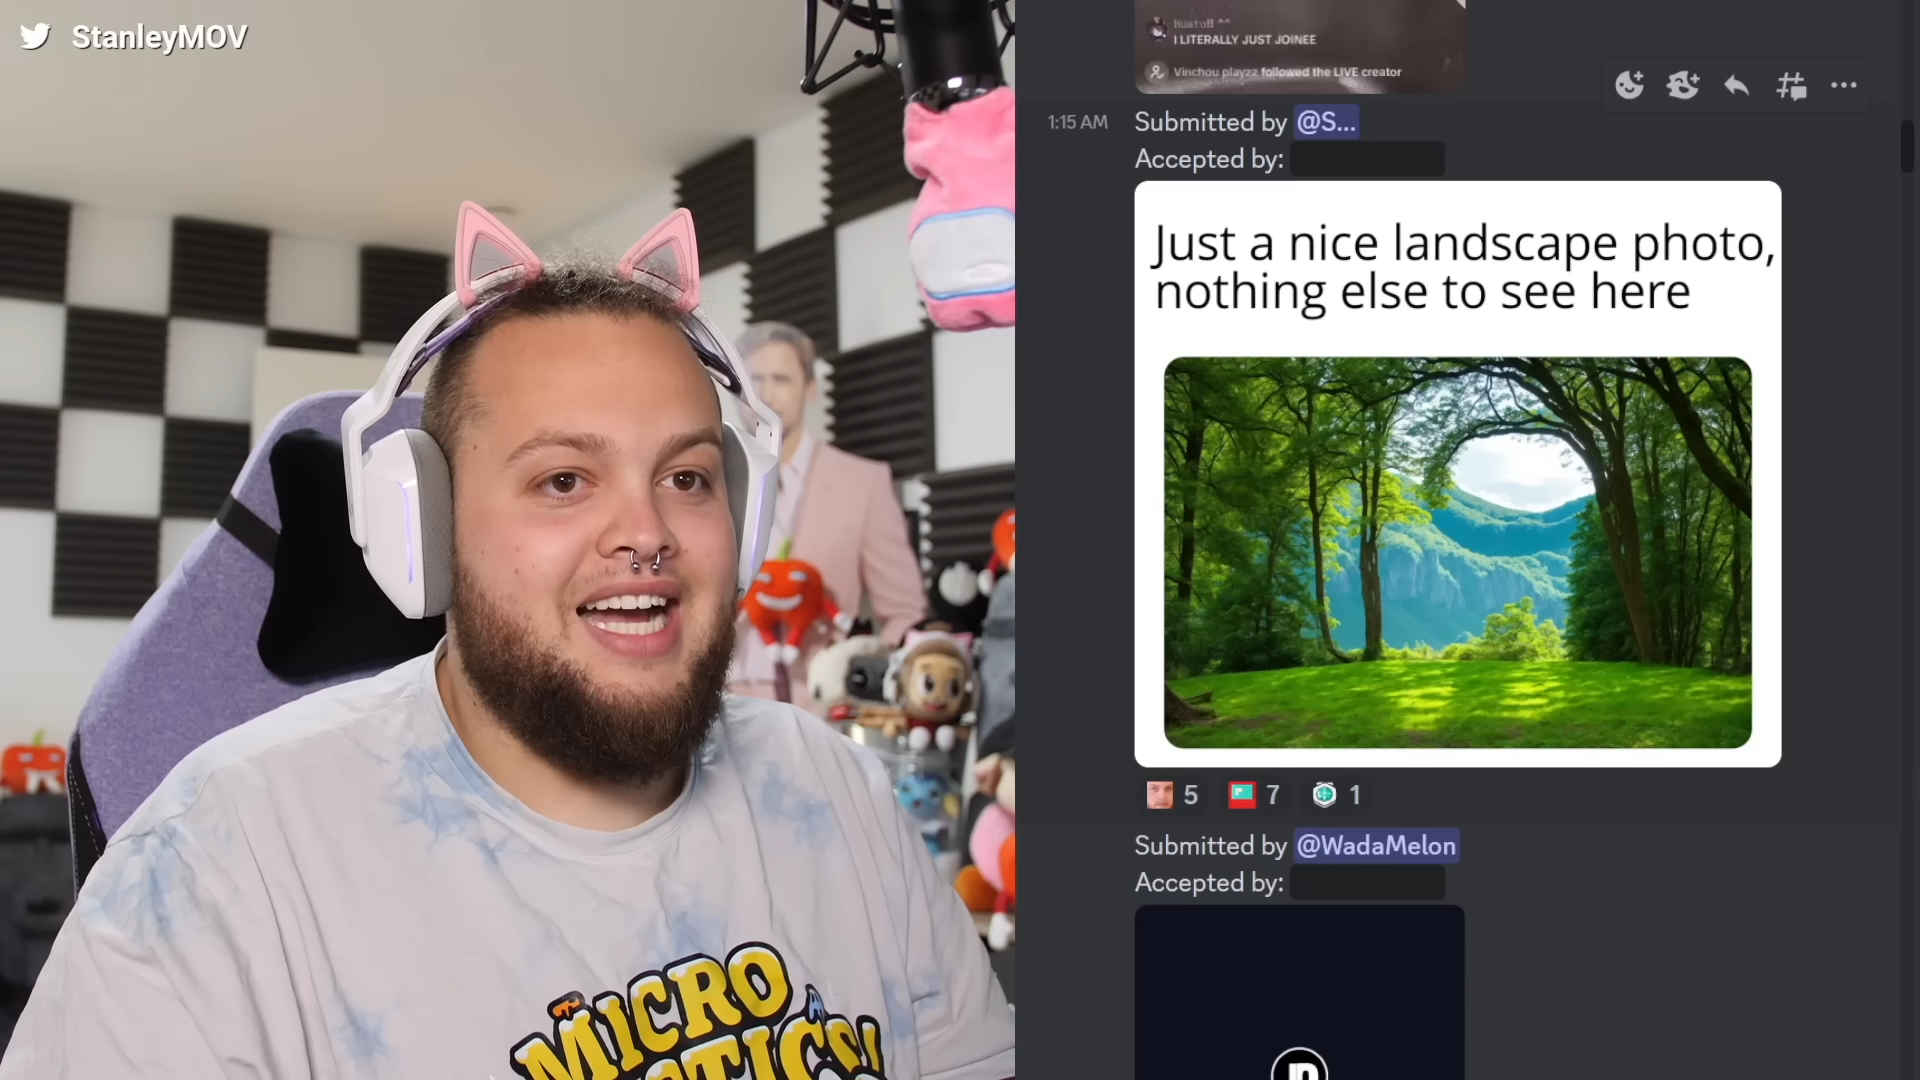 StanleyMOV
Huato!! ^^
I LITERALLY JUST JOINEE
Vinchou playzz followed the LIVE creator
1:15 AM
Submitted by @S...
Accepted by:
Just a nice landscape photo,
nothing else to see here
5 7 1
Submitted by @WadaMelon
Accepted by:
MICRO